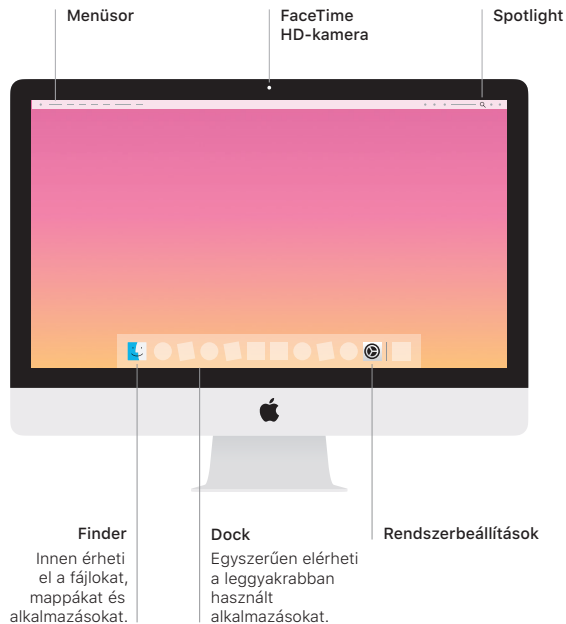 Menüsor
FaceTime
HD-kamera
Spotlight
Finder
Innen érheti
el a fájlokat,
mappákat és
alkalmazásokat.
Dock
Egyszerűen elérheti
a leggyakrabban
használt
alkalmazásokat.
Rendszerbeállítások